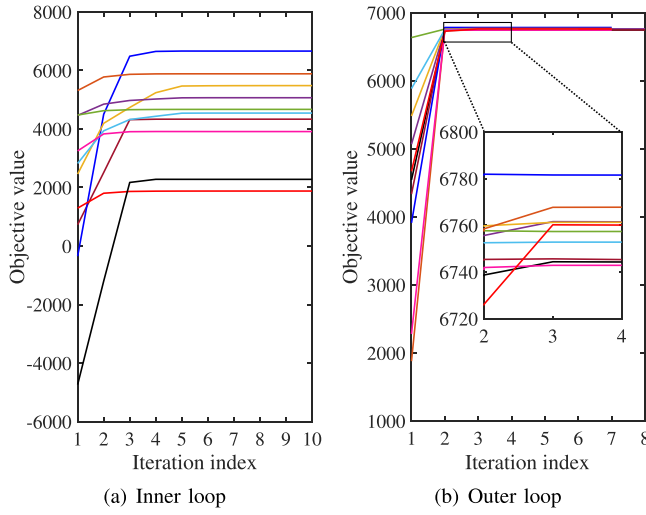 8000
6000
4000
2000
0
-2000
-4000
-6000
Objective value
1 2 3 4 5 6 7 8 9 10
Iteration index
(a) Inner loop
7000
6000
5000
4000
3000
2000
1000
Objective value
6800
6780
6760
6740
6720
2 3 4
1 2 3 4 5 6 7 8
Iteration index
(b) Outer loop